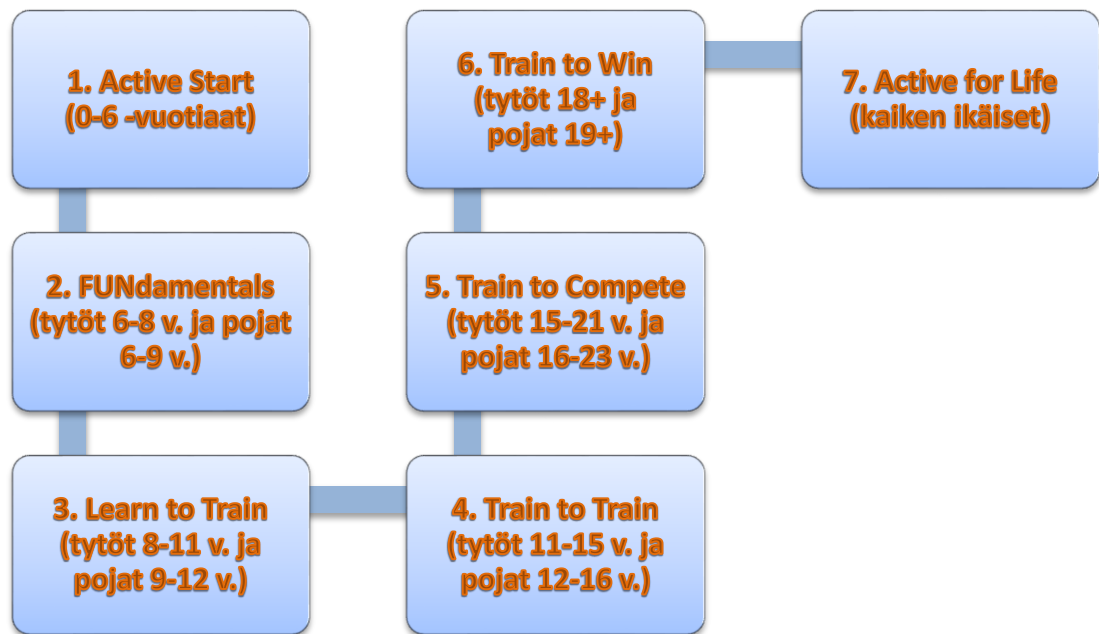 1. Active Start
(0-6 -vuotiaat)
2. FUNdamentals
(tytöt 6-8 v. ja pojat
6-9 v.)
3. Learn to Train
(tytöt 8-11 v. ja
pojat 9-12 v.)
4. Train to Train
(tytöt 11-15 v. ja
pojat 12-16 v.)
5. Train to Compete
(tytöt 15-21 v. ja
pojat 16-23 v.)
6. Train to Win
(tytöt 18+ ja
pojat 19+)
7. Active for Life
(kaiken ikäiset)